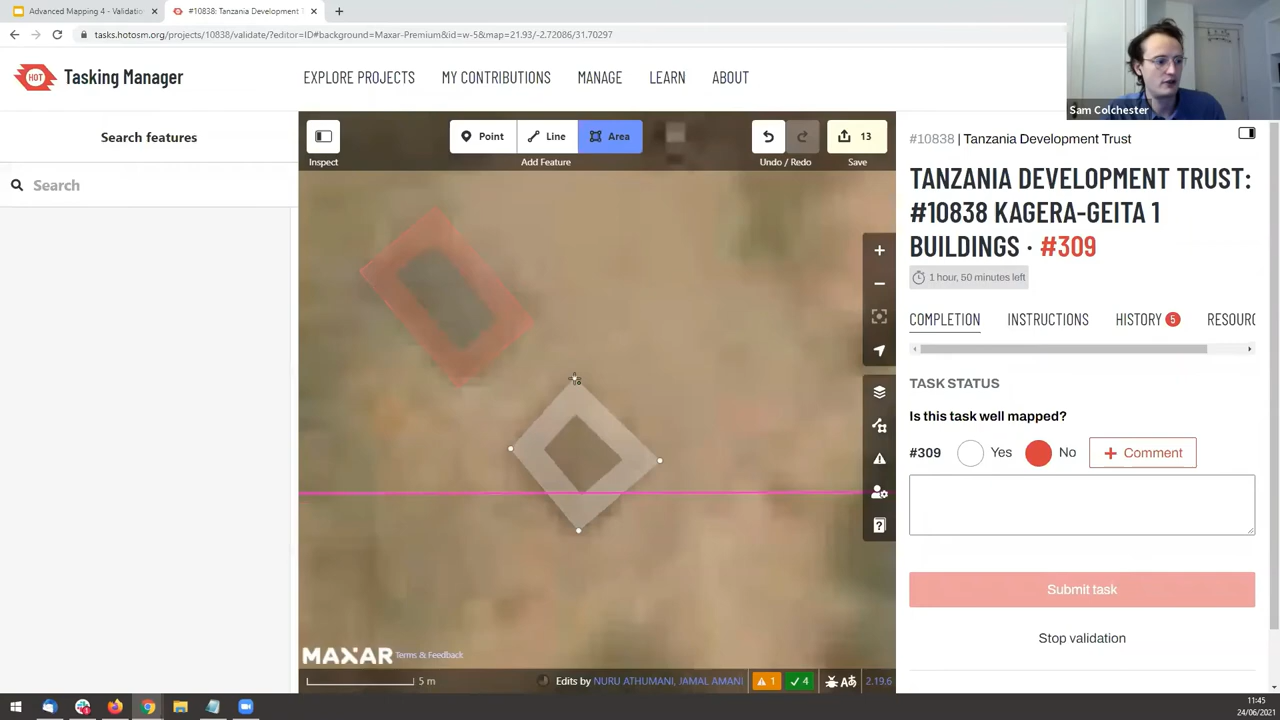 Advanced Mapping 4 - Validatio
#10838: Tanzania Development T
tasks.hotosm.org/projects/10838/validate/?editor=ID#background=Maxar-Premium&id=w-5&map=21.93/-2.72086/31.70297
HOT Tasking Manager
EXPLORE PROJECTS
MY CONTRIBUTIONS
MANAGE
LEARN
ABOUT
Sam Colchester
Search features
Search
Inspect
Point
Line
Area
Add Feature
Undo / Redo
13
Save
#10838 | Tanzania Development Trust
TANZANIA DEVELOPMENT TRUST:
#10838 KAGERA-GEITA 1
BUILDINGS · #309
1 hour, 50 minutes left
COMPLETION
INSTRUCTIONS
HISTORY 5
RESOURC
TASK STATUS
Is this task well mapped?
#309
Yes
No
+ Comment
Submit task
Stop validation
MAXAR Terms & Feedback
5 m
Edits by NURU ATHUMANI, JAMAL AMANI
1
4
2.19.6
11:45
24/06/2021